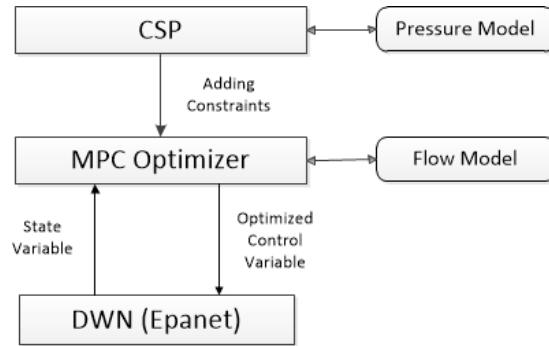 CSP
Pressure Model
Adding
Constraints
MPC Optimizer
Flow Model
State
Variable
Optimized
Control
Variable
DWN (Epanet)